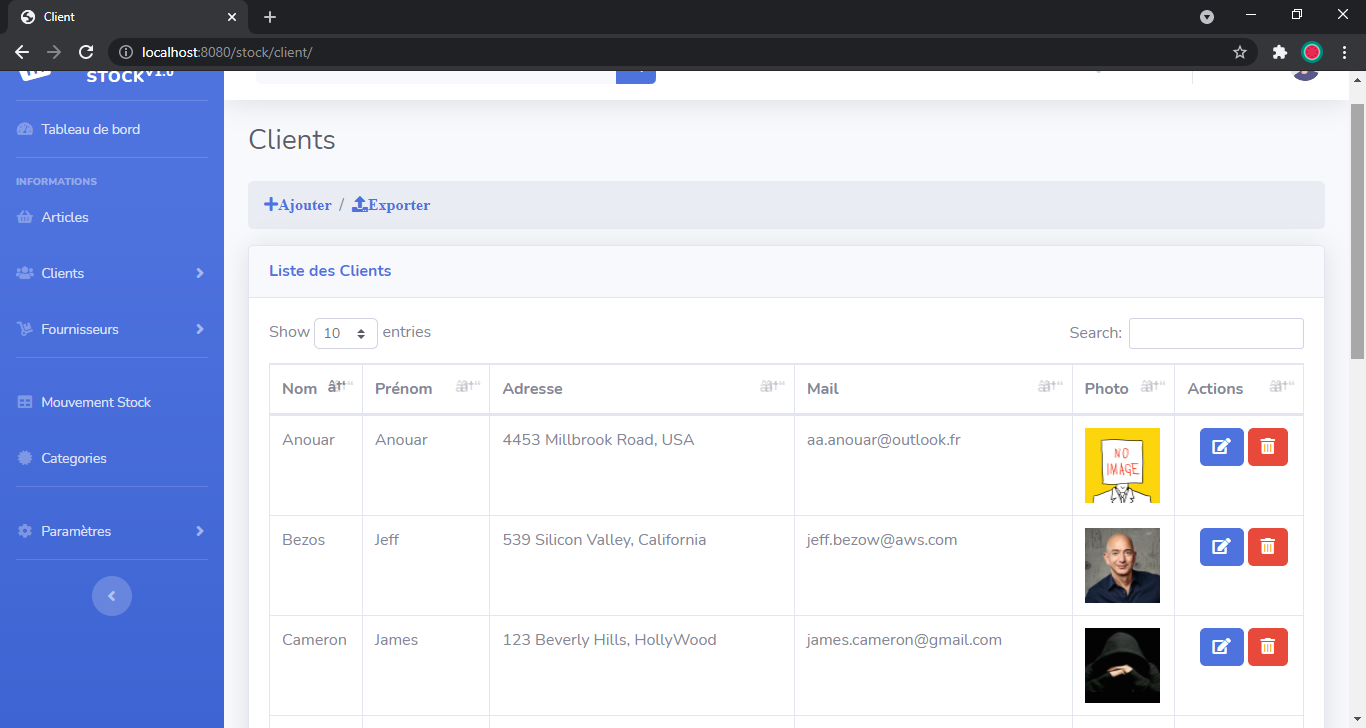 Client
localhost:8080/stock/client/
STOCK V1.0
Tableau de bord
INFORMATIONS
Articles
Clients
Fournisseurs
Mouvement Stock
Categories
Paramètres
Clients
Ajouter / Exporter
Liste des Clients
Show 10 entries
Search:
Nom Prénom Adresse Mail Photo Actions
Anouar Anouar 4453 Millbrook Road, USA aa.anouar@outlook.fr
NO
IMAGE
Bezos Jeff 539 Silicon Valley, California jeff.bezow@aws.com
Cameron James 123 Beverly Hills, HollyWood james.cameron@gmail.com